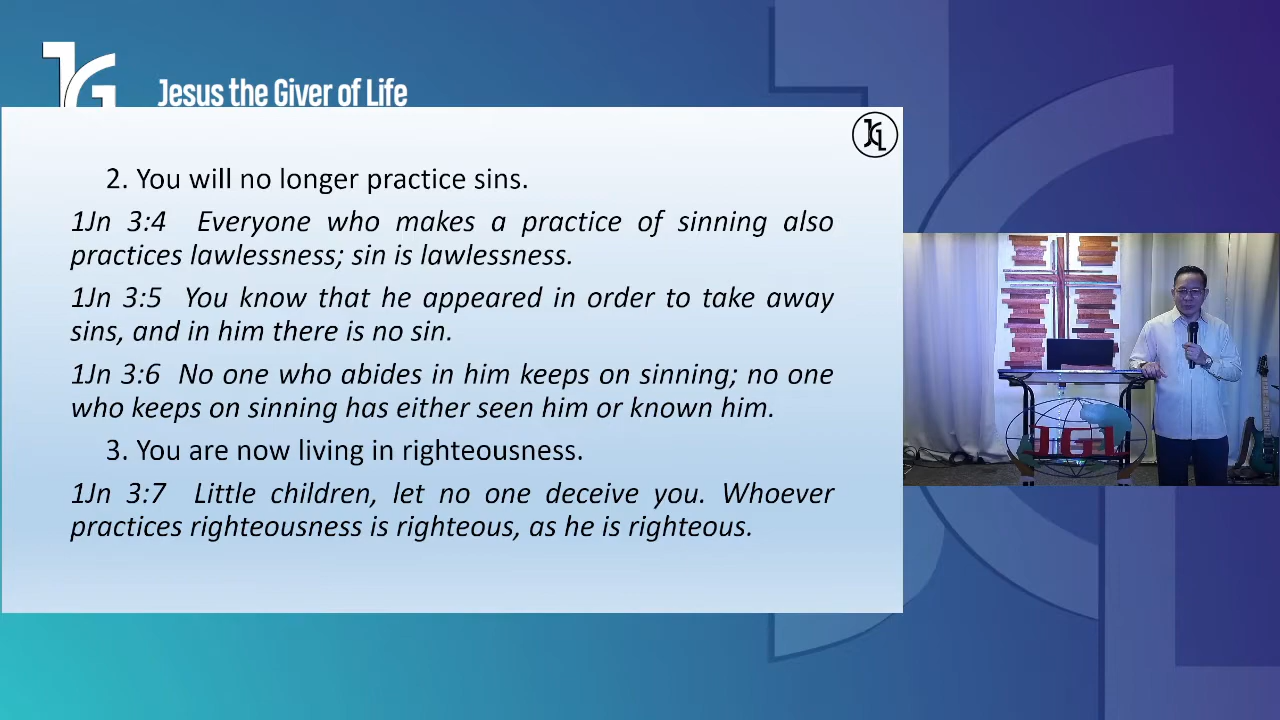 Jesus the Giver of Life
2. You will no longer practice sins.
1Jn 3:4 Everyone who makes a practice of sinning also
practices lawlessness; sin is lawlessness.
1Jn 3:5 You know that he appeared in order to take away
sins, and in him there is no sin.
1Jn 3:6 No one who abides in him keeps on sinning; no one
who keeps on sinning has either seen him or known him.
3. You are now living in righteousness.
1Jn 3:7 Little children, let no one deceive you. Whoever
practices righteousness is righteous, as he is righteous.
JGL